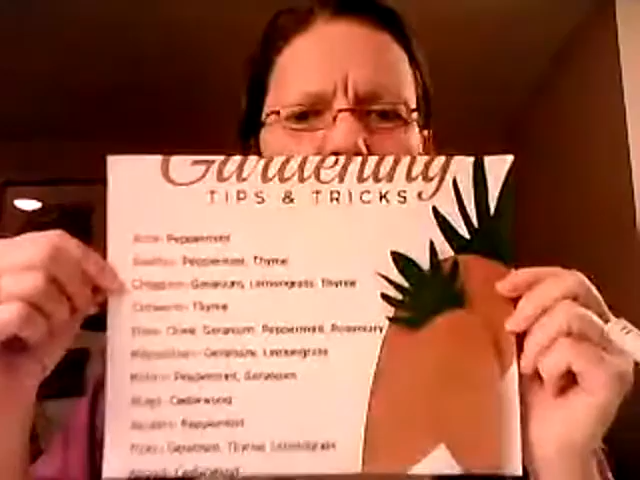 Gardening
TIPS & TRICKS
Ants: Peppermint
Beetles: Peppermint, Thyme
Chiggers: Geranium, Lemongrass, Thyme
Cutworm: Thyme
Flies: Clove, Geranium, Peppermint, Rosemary
Mosquitoes: Geranium, Lemongrass
Moths: Peppermint, Geranium
Slugs: Cedarwood
Spiders: Peppermint
Ticks: Geranium, Thyme, Lemongrass
Cedarwood